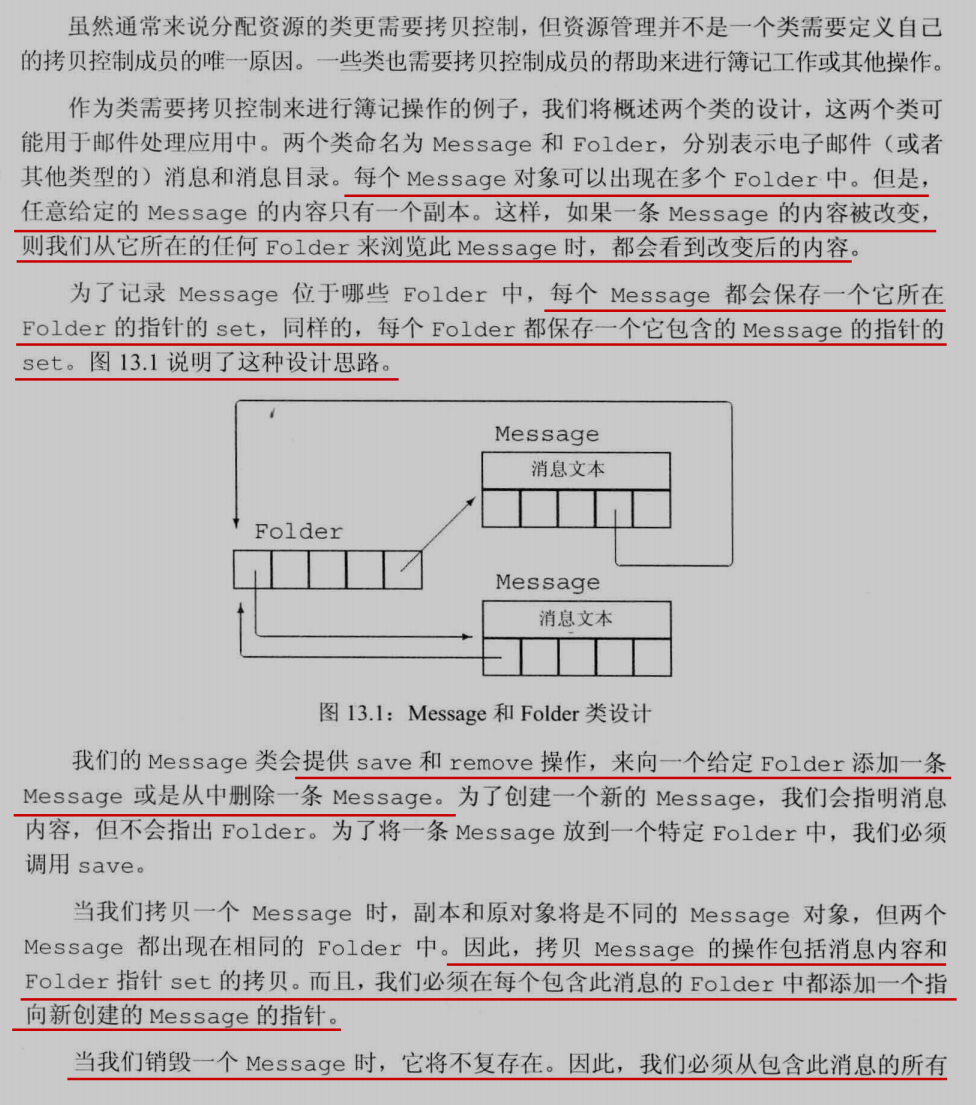 虽然通常来说分配资源的类更需要拷贝控制，但资源管理并不是一个类需要定义自己
的拷贝控制成员的唯一原因。一些类也需要拷贝控制成员的帮助来进行簿记工作或其他操作。
作为类需要拷贝控制来进行簿记操作的例子，我们将概述两个类的设计，这两个类可
能用于邮件处理应用中。两个类命名为 Message 和 Folder，分别表示电子邮件（或者
其他类型的）消息和消息目录。每个 Message 对象可以出现在多个 Folder 中。但是，
任意给定的 Message 的内容只有一个副本。这样，如果一条 Message 的内容被改变，
则我们从它所在的任何 Folder 来浏览此 Message 时，都会看到改变后的内容。
为了记录 Message 位于哪些 Folder 中，每个 Message 都会保存一个它所在
Folder 的指针的 set，同样的，每个 Folder 都保存一个它包含的 Message 的指针的
set。图 13.1 说明了这种设计思路。
Message
消息文本
Folder
Message
消息文本
图 13.1：Message 和 Folder 类设计
我们的 Message 类会提供 save 和 remove 操作，来向一个给定 Folder 添加一条
Message 或是从中删除一条 Message。为了创建一个新的 Message，我们会指明消息
内容，但不会指出 Folder。为了将一条 Message 放到一个特定 Folder 中，我们必须
调用 save。
当我们拷贝一个 Message 时，副本和原对象将是不同的 Message 对象，但两个
Message 都出现在相同的 Folder 中。因此，拷贝 Message 的操作包括消息内容和
Folder 指针 set 的拷贝。而且，我们必须在每个包含此消息的 Folder 中都添加一个指
向新创建的 Message 的指针。
当我们销毁一个 Message 时，它将不复存在。因此，我们必须从包含此消息的所有